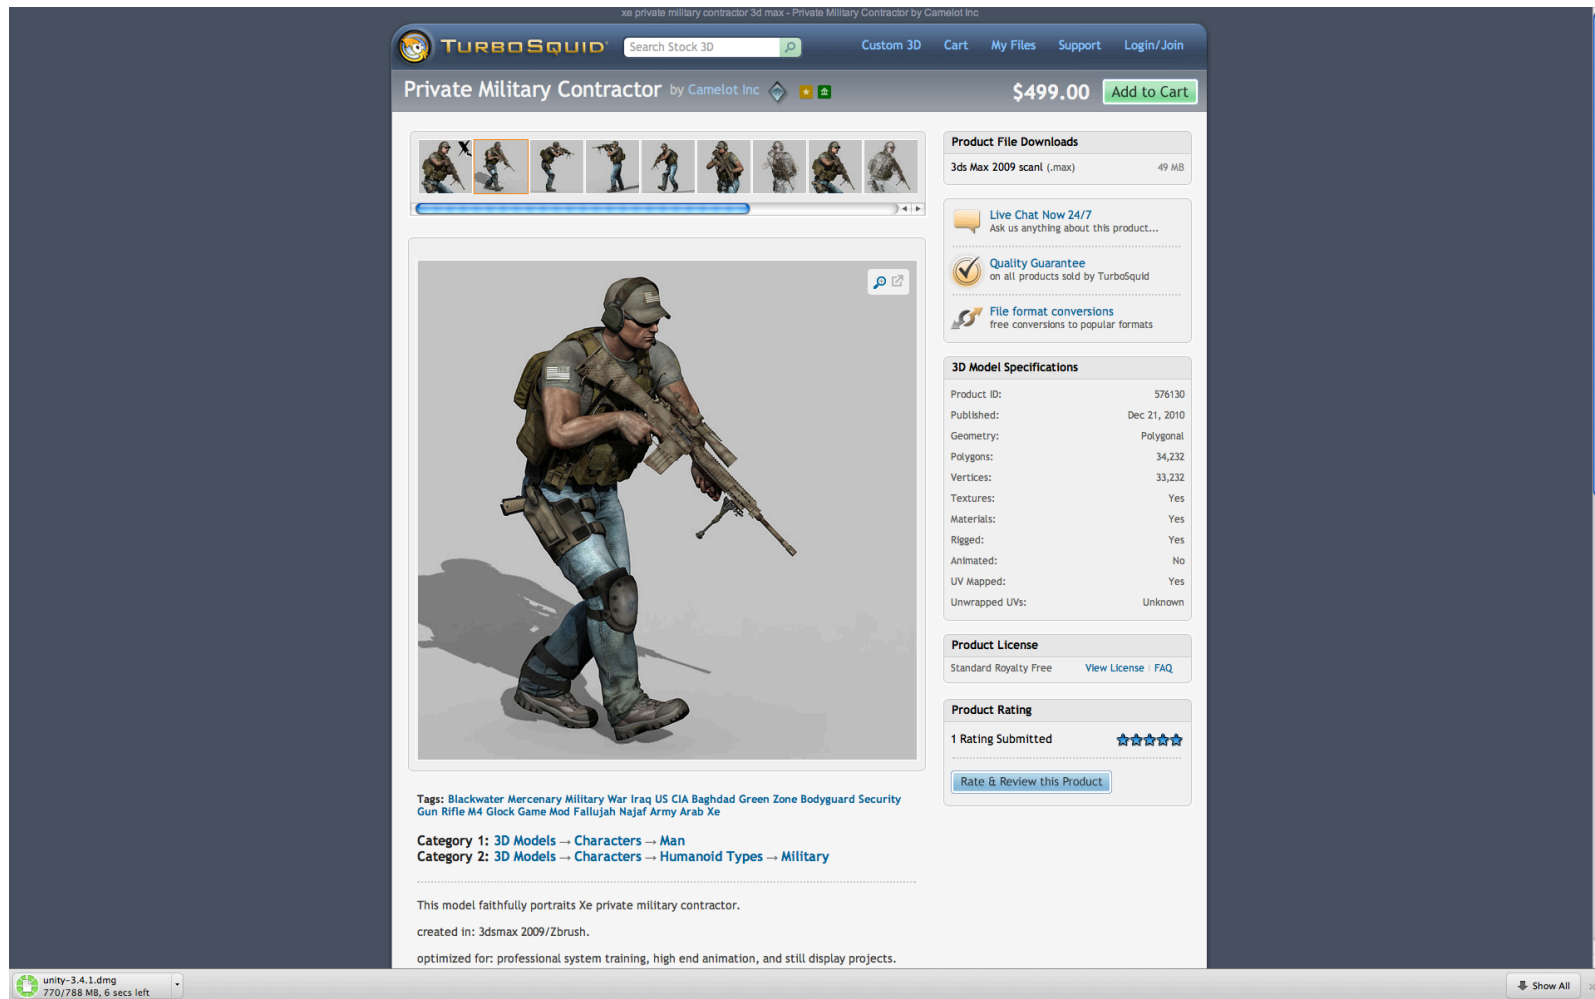 xe private military contractor 3d max - Private Military Contractor by Camelot Inc
TurboSquid
Search Stock 3D
Custom 3D
Cart
My Files
Support
Login/Join
Private Military Contractor by Camelot Inc
$499.00
Add to Cart
Product File Downloads
3ds Max 2009 scanl (.max) 49 MB
Live Chat Now 24/7
Ask us anything about this product...
Quality Guarantee
on all products sold by TurboSquid
File format conversions
free conversions to popular formats
3D Model Specifications
Product ID: 576130
Published: Dec 21, 2010
Geometry: Polygonal
Polygons: 34,232
Vertices: 33,232
Textures: Yes
Materials: Yes
Rigged: Yes
Animated: No
UV Mapped: Yes
Unwrapped UVs: Unknown
Product License
Standard Royalty Free View License | FAQ
Product Rating
1 Rating Submitted
Rate & Review this Product
Tags: Blackwater Mercenary Military War Iraq US CIA Baghdad Green Zone Bodyguard Security
Gun Rifle M4 Glock Game Mod Fallujah Najaf Army Arab Xe
Category 1: 3D Models → Characters → Man
Category 2: 3D Models → Characters → Humanoid Types → Military
This model faithfully portraits Xe private military contractor.
created in: 3dsmax 2009/Zbrush.
optimized for: professional system training, high end animation, and still display projects.
unity-3.4.1.dmg
770/788 MB, 6 secs left
Show All